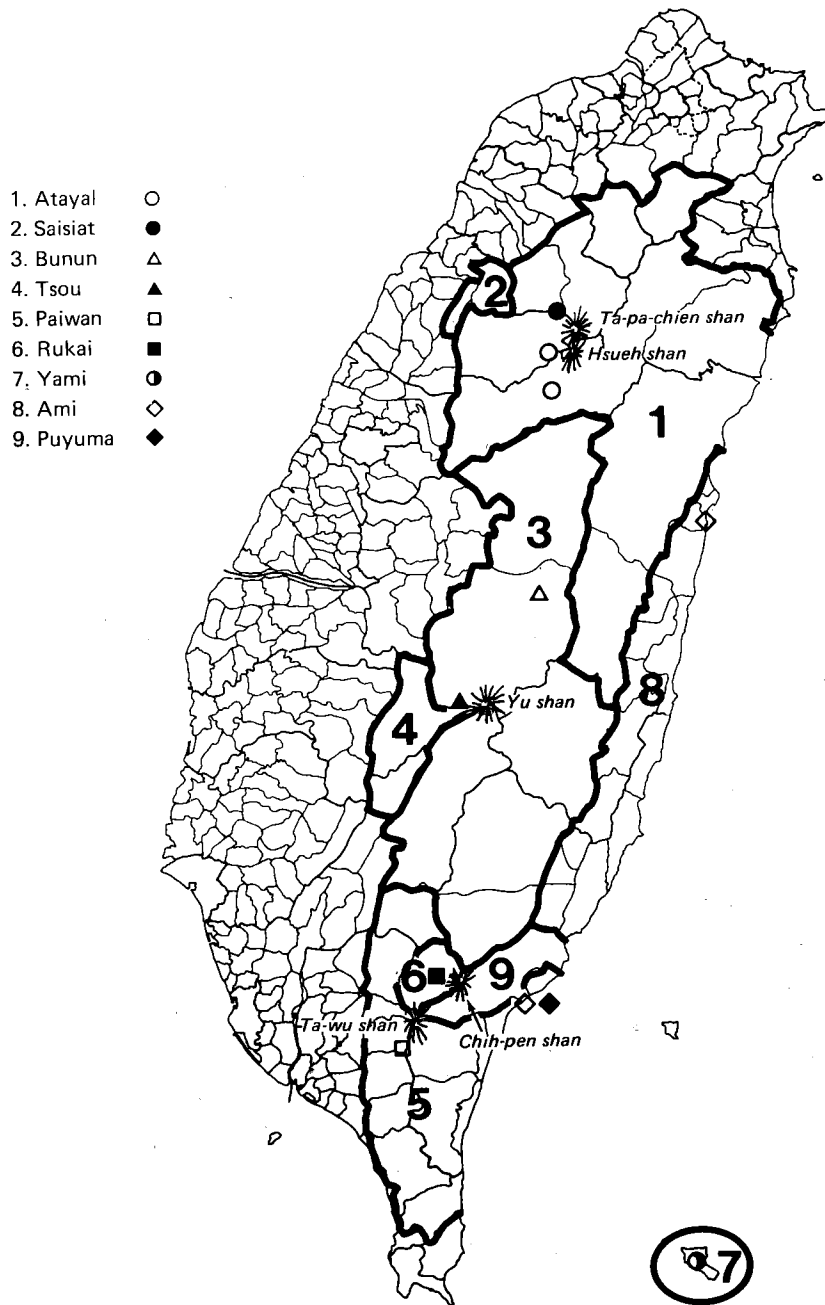 1. Atayal ○
2. Saisiat ●
3. Bunun △
4. Tsou ▲
5. Paiwan □
6. Rukai ■
7. Yami ◑
8. Ami ◇
9. Puyuma ◆
2
Ta-pa-chien shan
Hsueh shan
1
3
Yu shan
8
4
6
9
Ta-wu shan
Chih-pen shan
5
7